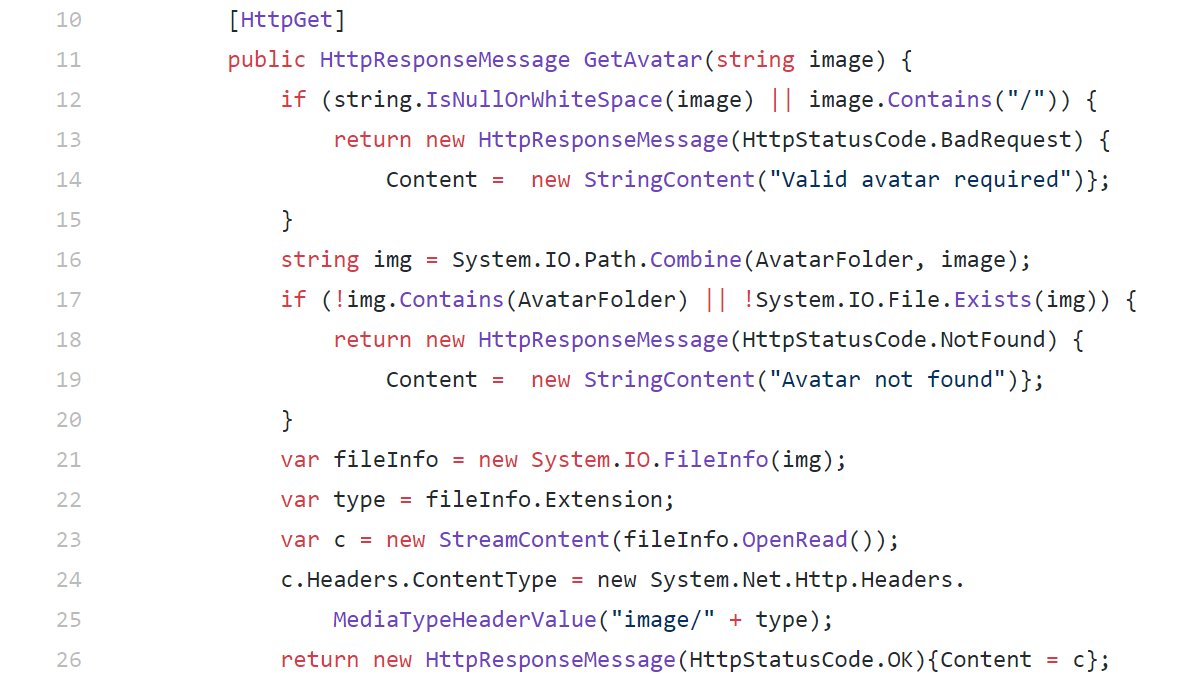 10 [HttpGet]
11 public HttpResponseMessage GetAvatar(string image) {
12 if (string.IsNullOrWhiteSpace(image) || image.Contains("/")) {
13 return new HttpResponseMessage(HttpStatusCode.BadRequest) {
14 Content =  new StringContent("Valid avatar required")};
15 }
16 string img = System.IO.Path.Combine(AvatarFolder, image);
17 if (!img.Contains(AvatarFolder) || !System.IO.File.Exists(img)) {
18 return new HttpResponseMessage(HttpStatusCode.NotFound) {
19 Content =  new StringContent("Avatar not found")};
20 }
21 var fileInfo = new System.IO.FileInfo(img);
22 var type = fileInfo.Extension;
23 var c = new StreamContent(fileInfo.OpenRead());
24 c.Headers.ContentType = new System.Net.Http.Headers.
25 MediaTypeHeaderValue("image/" + type);
26 return new HttpResponseMessage(HttpStatusCode.OK){Content = c};